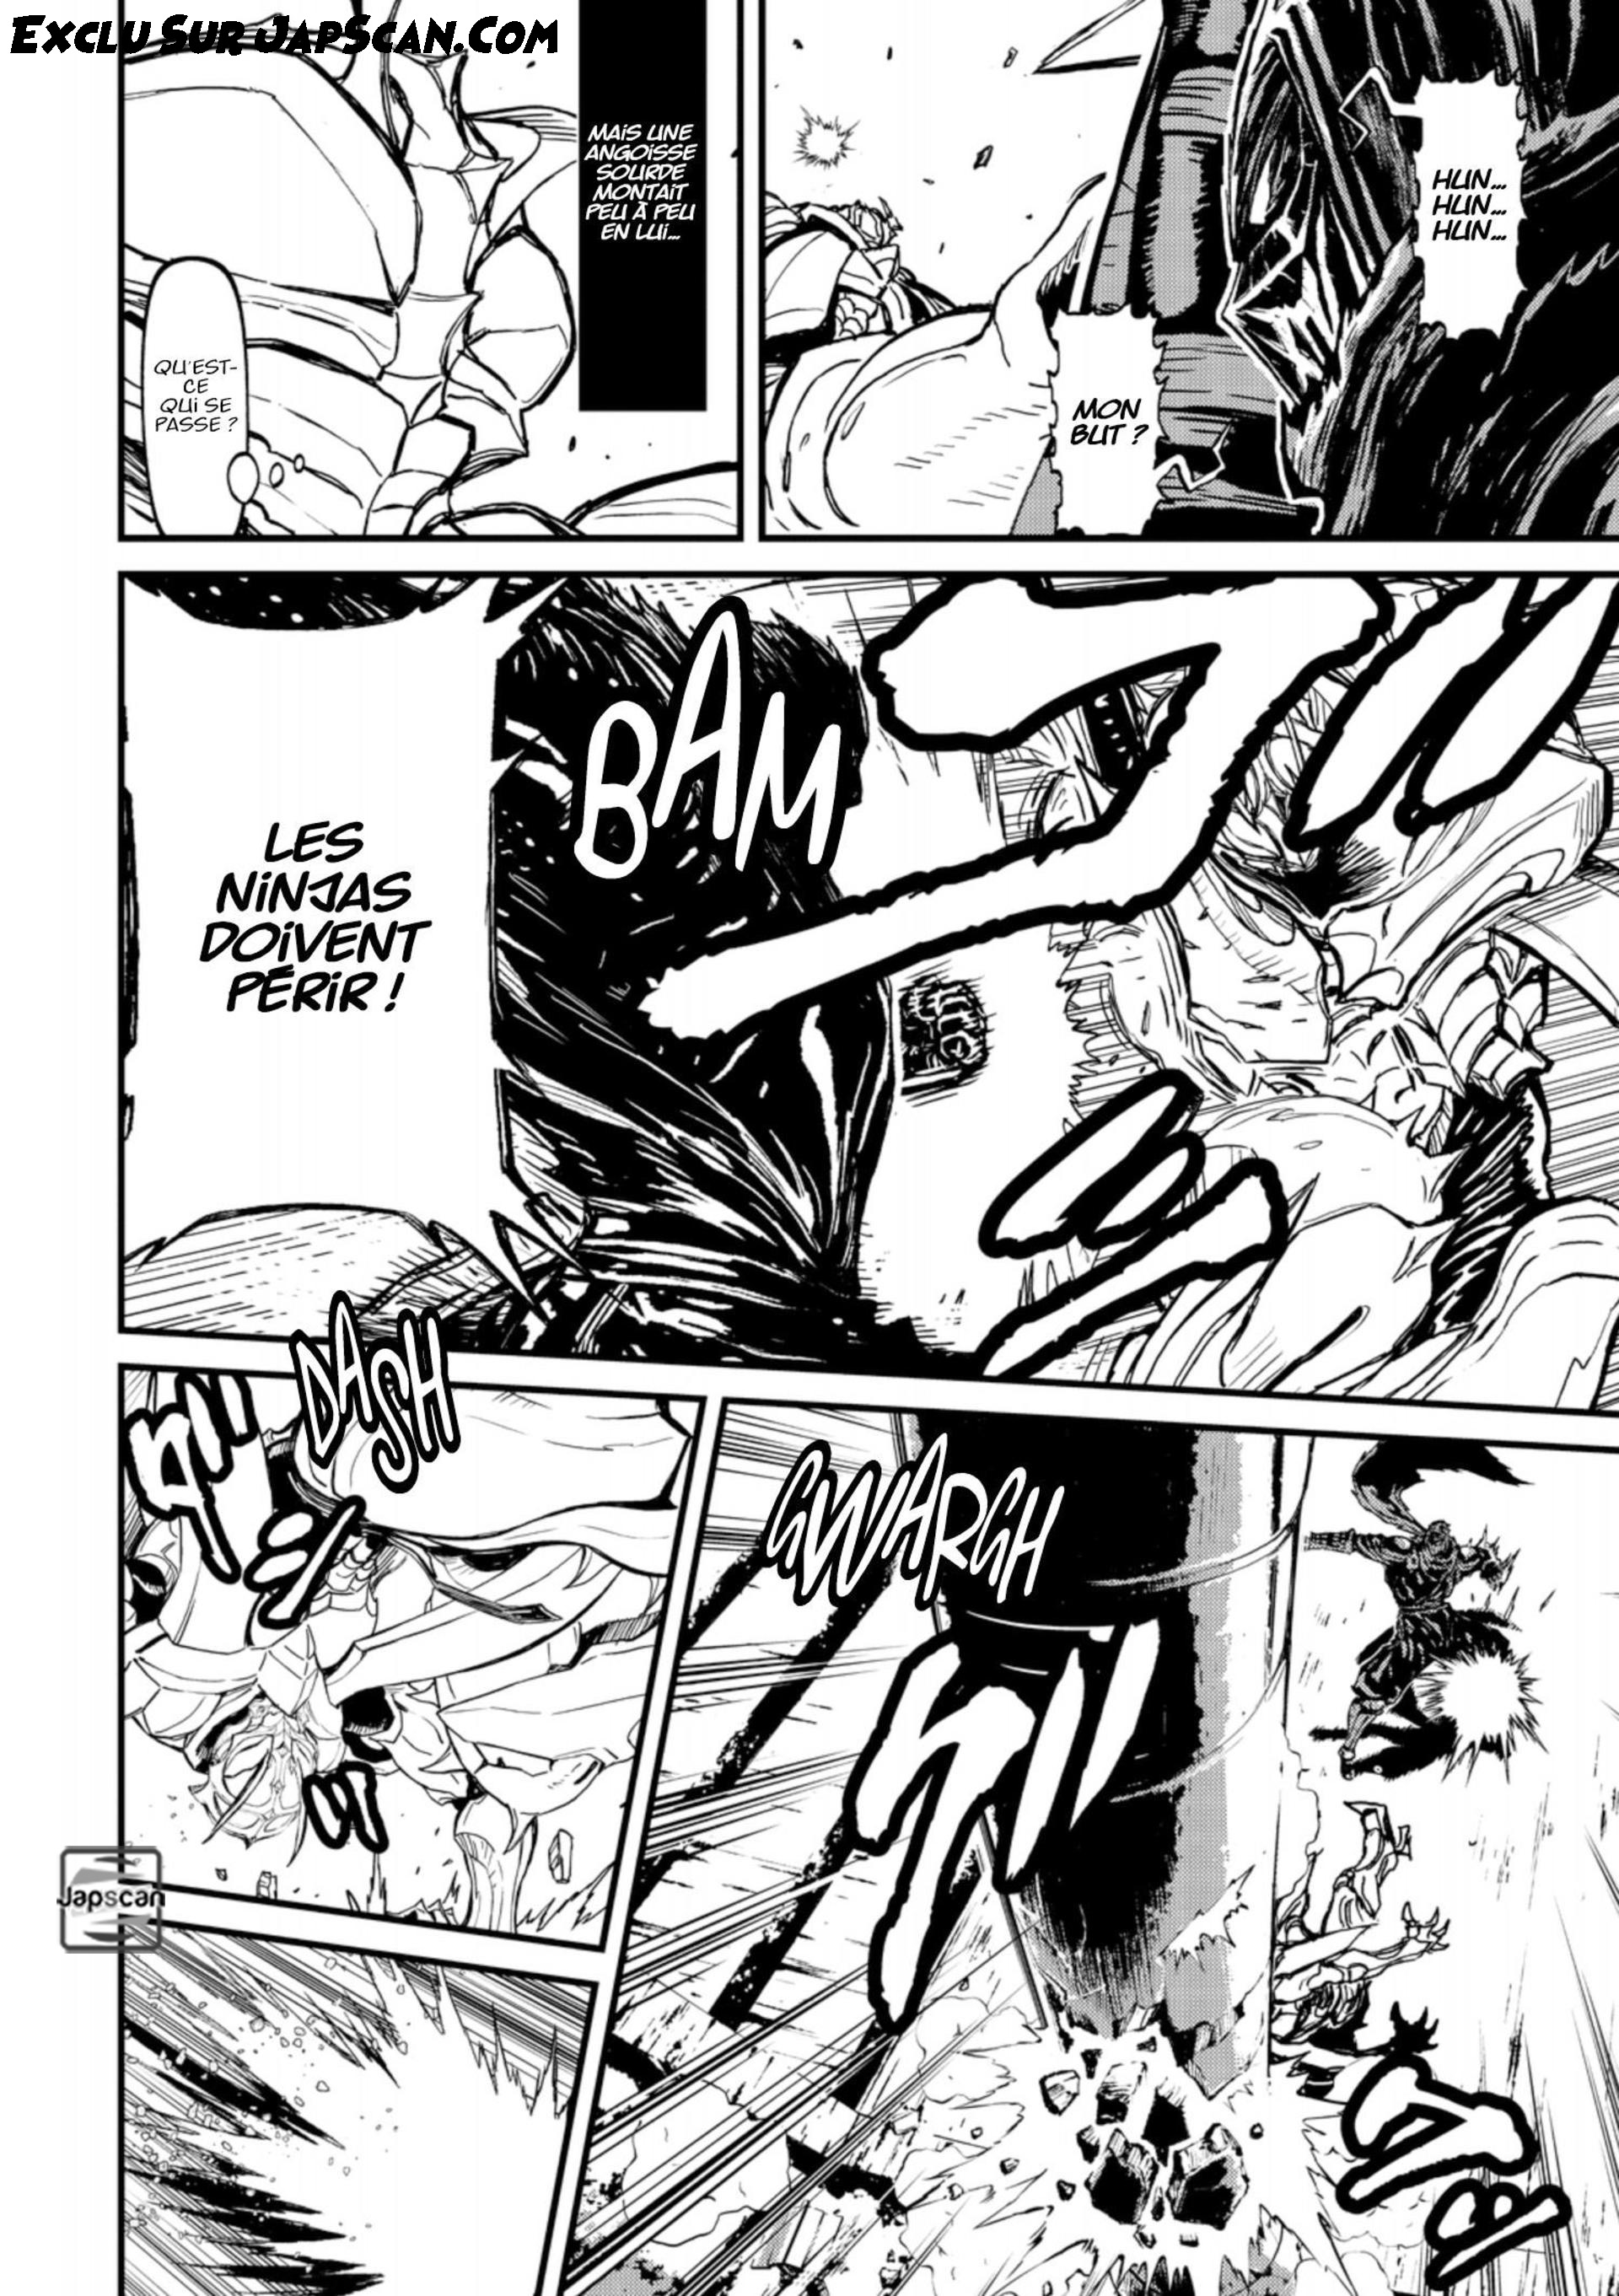 EXCLU SUR JAPSCAN.COM
HUN...
HUN...
HUN...
MON
BUT ?
MAIS UNE
ANGOISSE
SOURDE
MONTAIT
PEU À PEU
EN LUI...
QU'EST-
CE
QUI SE
PASSE ?
BAM
LES
NINJAS
DOIVENT
PÉRIR !
GWARGH
DASH
Japscan